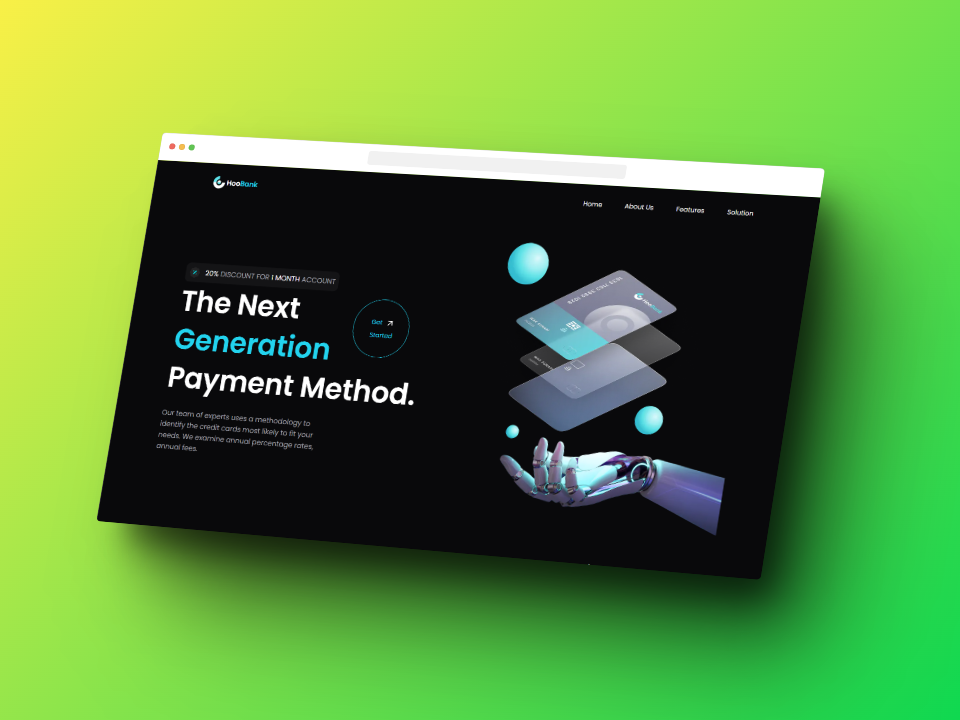 HooBank
Home About Us Features Solution
20% DISCOUNT FOR 1 MONTH ACCOUNT
The Next
Generation
Payment Method.
Get
Started
Our team of experts uses a methodology to
identify the credit cards most likely to fit your
needs. We examine annual percentage rates,
annual fees.
HooBank